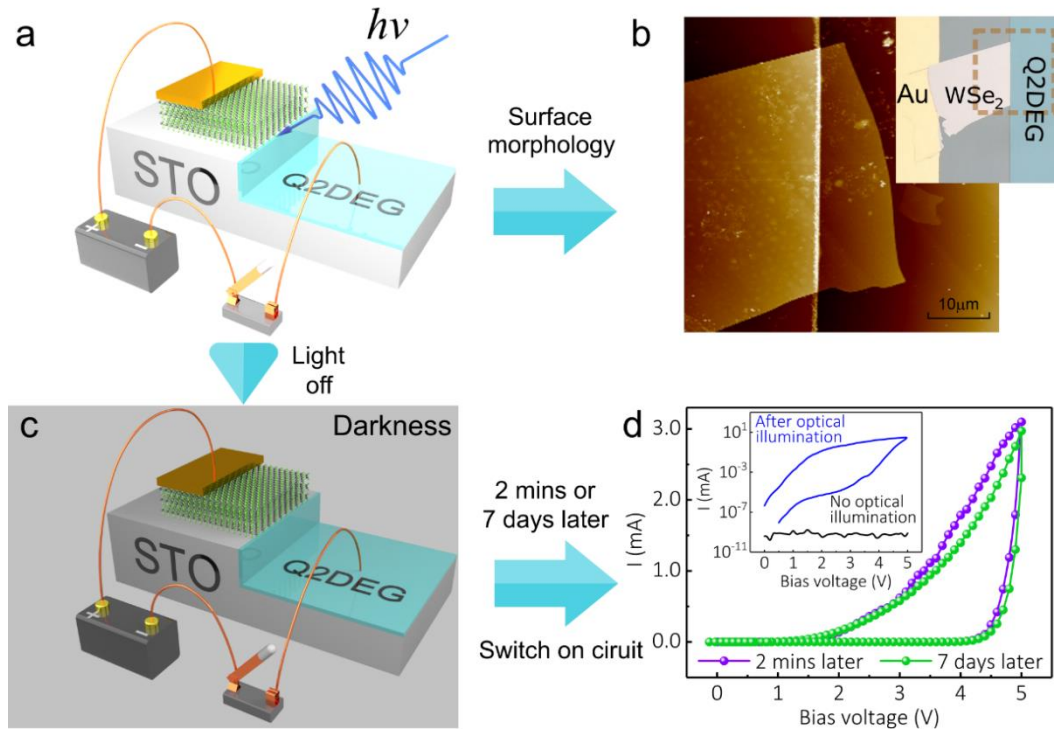 a
hν
STO
Q2DEG
+
−
Surface
morphology
b
Au
WSe₂
Q2DEG
10μm
Light
off
c
Darkness
STO
Q2DEG
+
−
2 mins or
7 days later
Switch on ciruit
d
I (mA)
3.0
2.0
1.0
0.0
0 1 2 3 4 5
Bias voltage (V)
2 mins later
7 days later
I (mA)
10¹
10⁻³
10⁻⁷
10⁻¹¹
After optical
illumination
No optical
illumination
0 1 2 3 4 5
Bias voltage (V)